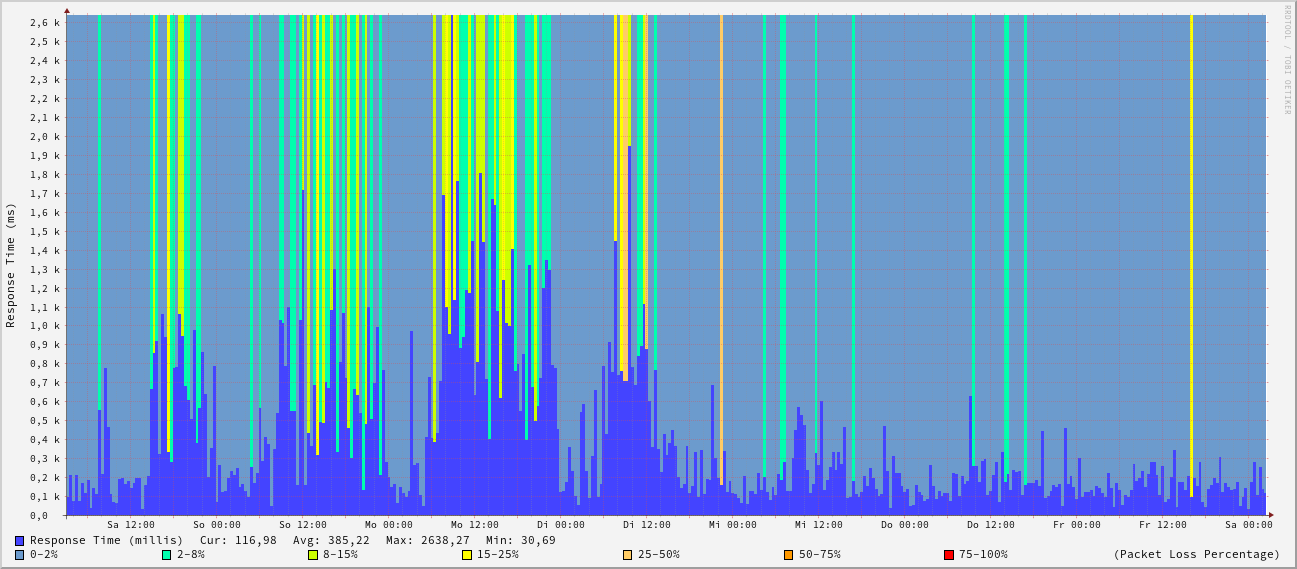 RRDTOOL / TOBI OETIKER
Response Time (ms)
2,6 k
2,5 k
2,4 k
2,3 k
2,2 k
2,1 k
2,0 k
1,9 k
1,8 k
1,7 k
1,6 k
1,5 k
1,4 k
1,3 k
1,2 k
1,1 k
1,0 k
0,9 k
0,8 k
0,7 k
0,6 k
0,5 k
0,4 k
0,3 k
0,2 k
0,1 k
0,0
Sa 12:00 So 00:00 So 12:00 Mo 00:00 Mo 12:00 Di 00:00 Di 12:00 Mi 00:00 Mi 12:00 Do 00:00 Do 12:00 Fr 00:00 Fr 12:00 Sa 00:00
Response Time (millis) Cur: 116,98 Avg: 385,22 Max: 2638,27 Min: 30,69
0-2% 2-8% 8-15% 15-25% 25-50% 50-75% 75-100% (Packet Loss Percentage)